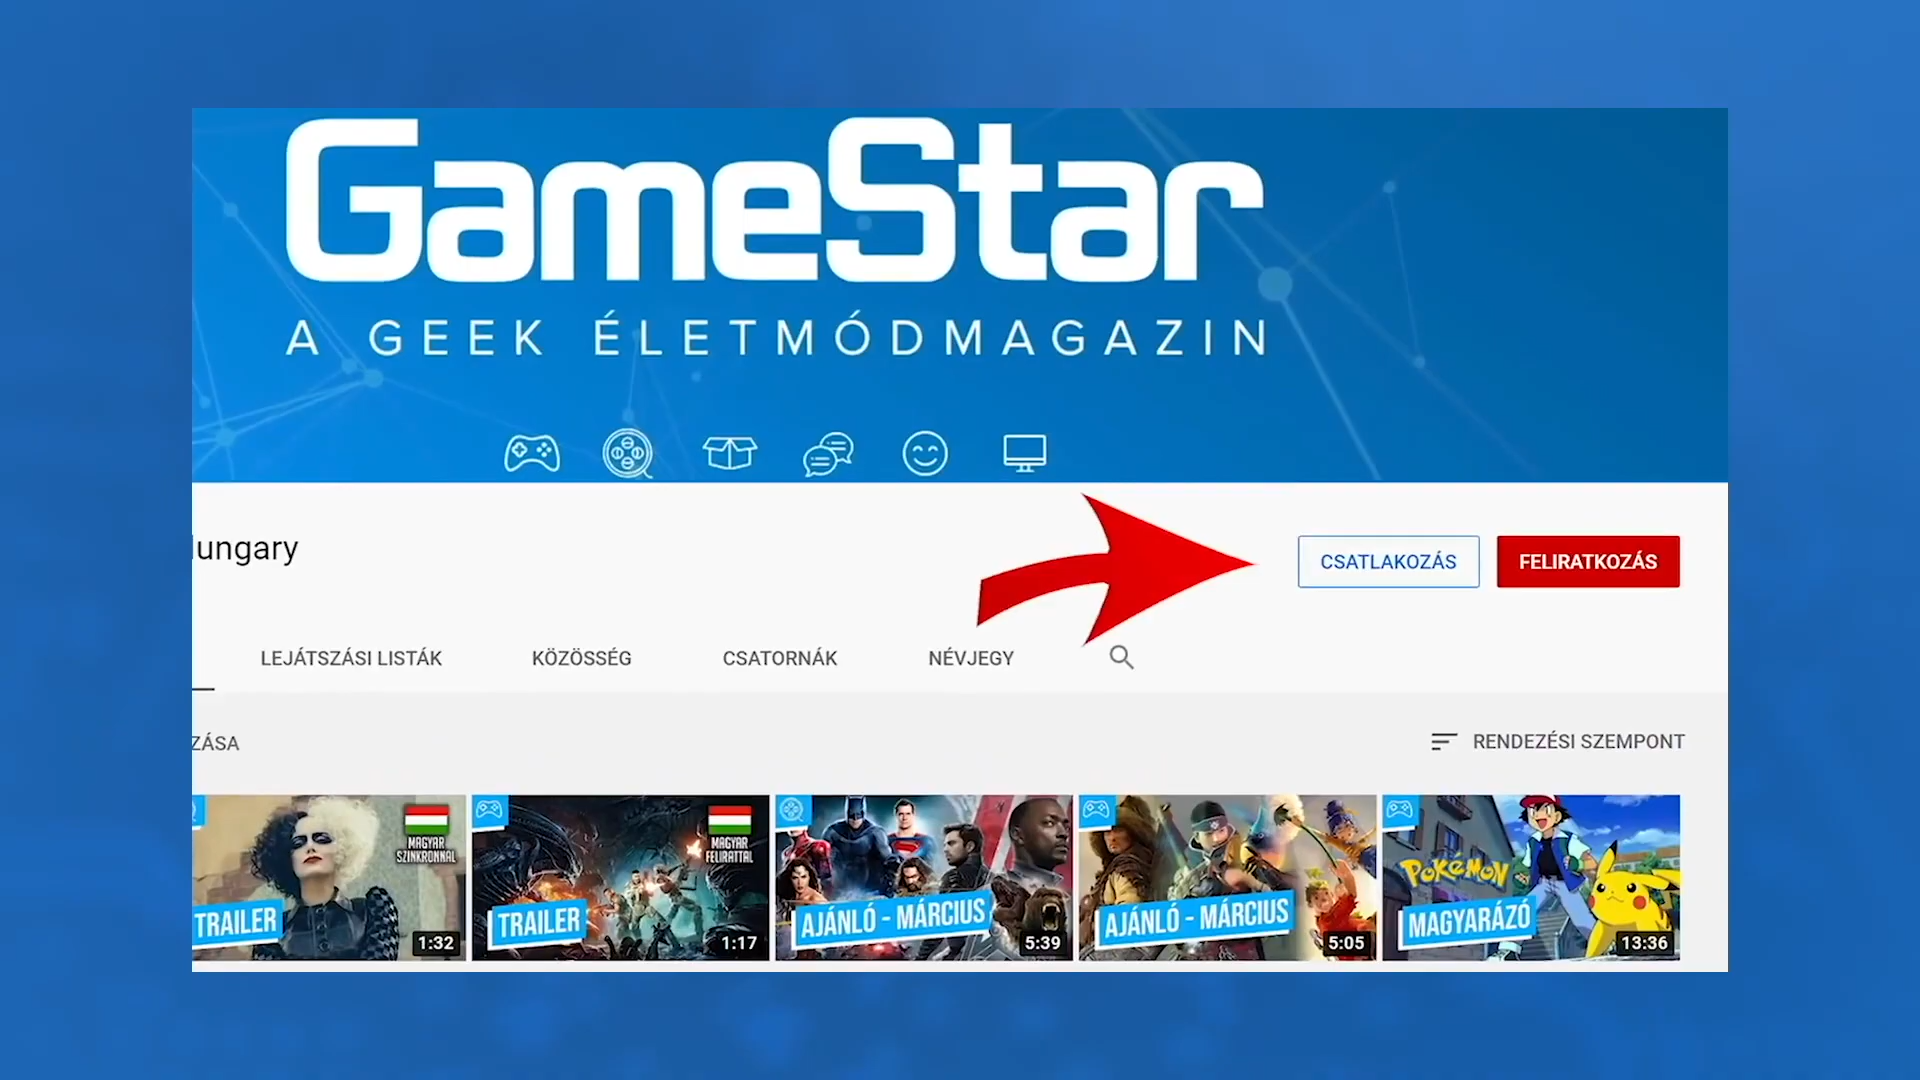 GameStar
A GEEK ÉLETMÓDMAGAZIN
ungary
CSATLAKOZÁS
FELIRATKOZÁS
LEJÁTSZÁSI LISTÁK
KÖZÖSSÉG
CSATORNÁK
NÉVJEGY
ZÁSA
RENDEZÉSI SZEMPONT
MAGYAR
SZINKRONNAL
TRAILER
1:32
MAGYAR
FELIRATTAL
TRAILER
1:17
AJÁNLÓ - MÁRCIUS
5:39
AJÁNLÓ - MÁRCIUS
5:05
POKéMON
MAGYARÁZÓ
13:36